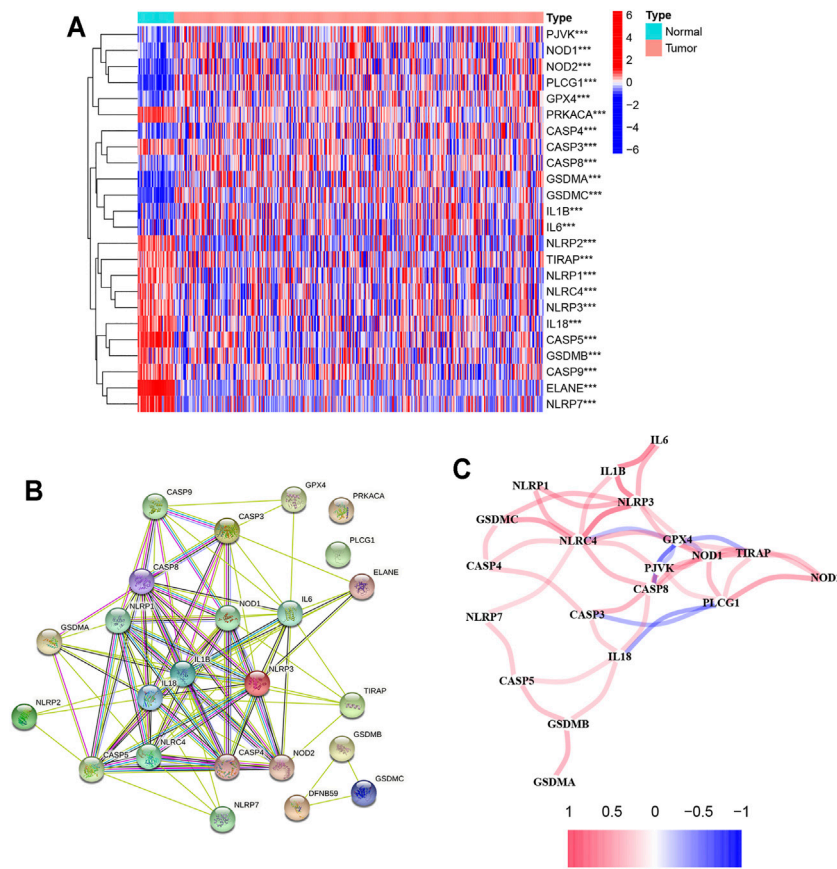 A
Type
PJVK***
NOD1***
NOD2***
PLCG1***
GPX4***
PRKACA***
CASP4***
CASP3***
CASP8***
GSDMA***
GSDMC***
IL1B***
IL6***
NLRP2***
TIRAP***
NLRP1***
NLRC4***
NLRP3***
IL18***
CASP5***
GSDMB***
CASP9***
ELANE***
NLRP7***
6
4
2
0
−2
−4
−6
Type
Normal
Tumor
B
CASP9
GPX4
PRKACA
CASP3
PLCG1
CASP8
ELANE
NLRP1
NOD1
IL6
GSDMA
IL1B
NLRP3
IL18
TIRAP
NLRP2
NLRC4
GSDMB
CASP5
CASP4
NOD2
GSDMC
DFNB59
NLRP7
C
IL6
IL1B
NLRP1
NLRP3
GSDMC
NLRC4
GPX4
NOD1
TIRAP
CASP4
PJVK
NOD
CASP8
PLCG1
NLRP7
CASP3
IL18
CASP5
GSDMB
GSDMA
1 0.5 0 −0.5 −1